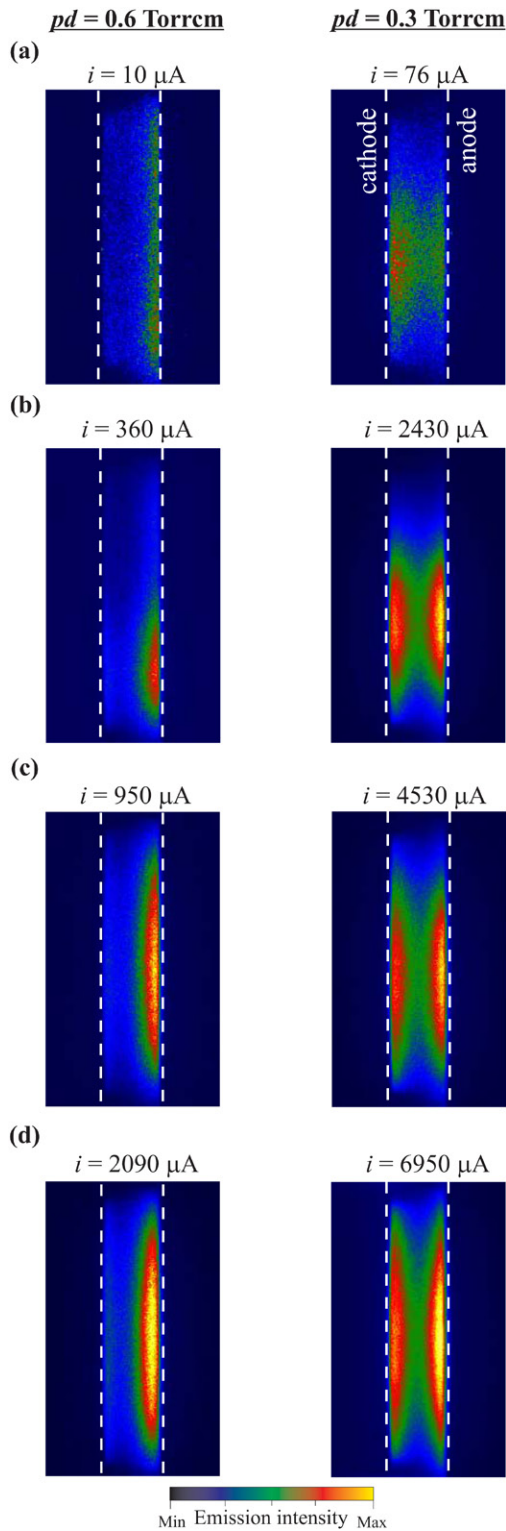 pd = 0.6 Torrcm
pd = 0.3 Torrcm
(a)
i = 10 μA
i = 76 μA
cathode
anode
(b)
i = 360 μA
i = 2430 μA
(c)
i = 950 μA
i = 4530 μA
(d)
i = 2090 μA
i = 6950 μA
Min Emission intensity Max